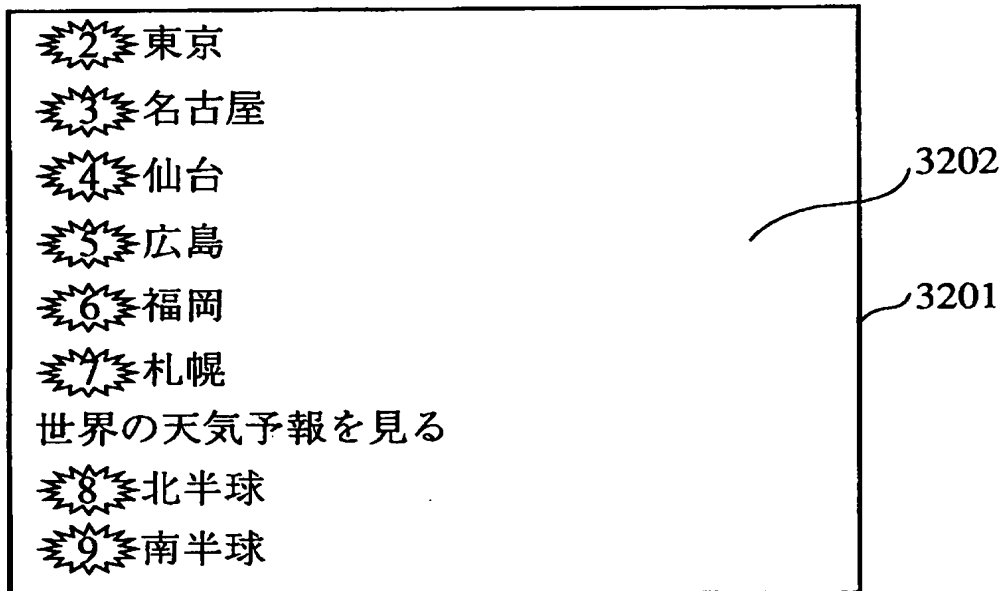 2 東京
3 名古屋
4 仙台
5 広島
6 福岡
7 札幌
世界の天気予報を見る
8 北半球
9 南半球
3202
3201